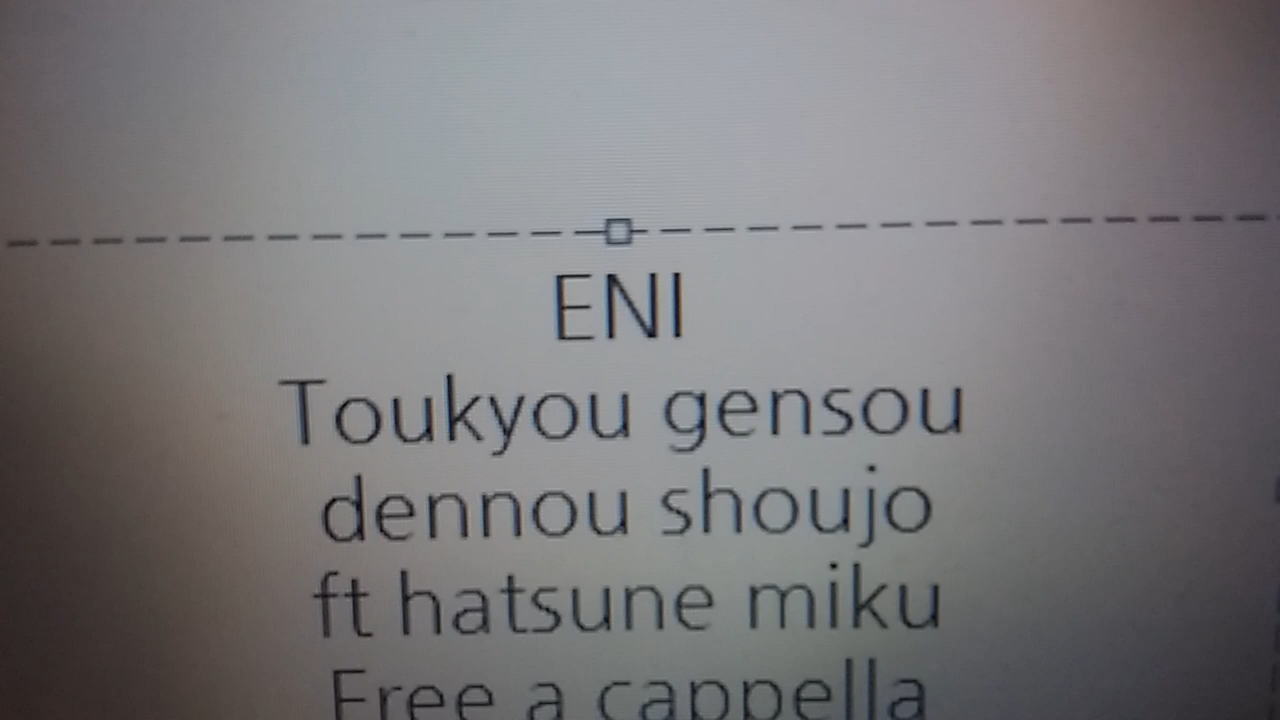 ENI
Toukyou gensou
dennou shoujo
ft hatsune miku
Free a cappella